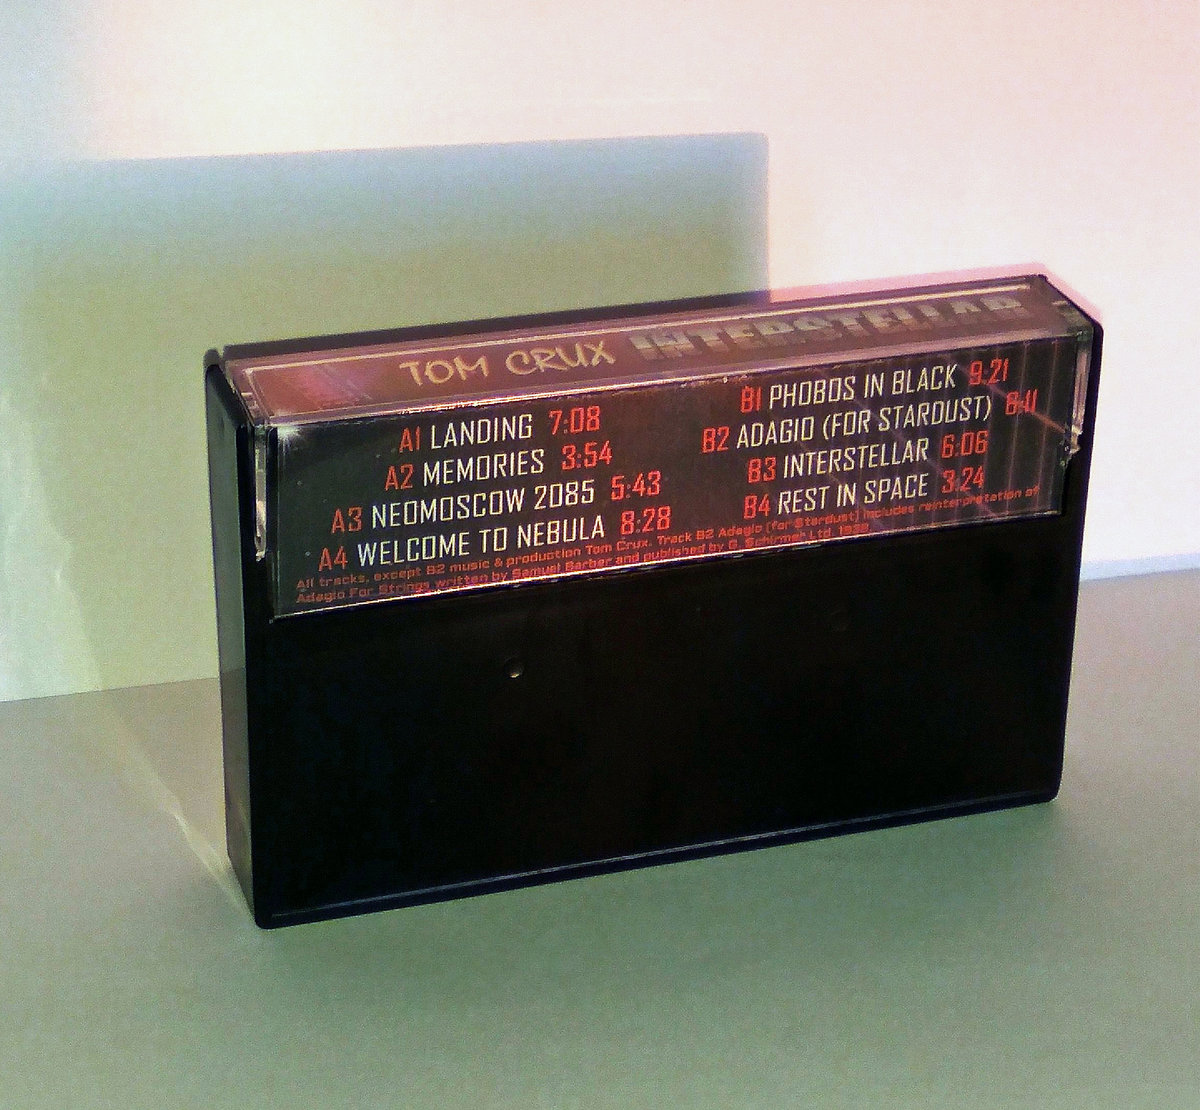 TOM CRUX INTERSTELLAR
A1 LANDING 7:08
A2 MEMORIES 3:54
A3 NEOMOSCOW 2085 5:43
A4 WELCOME TO NEBULA 8:28
B1 PHOBOS IN BLACK 9:21
B2 ADAGIO (FOR STARDUST) 8:11
B3 INTERSTELLAR 6:06
B4 REST IN SPACE 3:24
All tracks, except B2 music & production Tom Crux. Track B2 Adagio (for Stardust) includes reinterpretation of
Adagio For Strings written by Samuel Barber and published by G. Schirmer Ltd. 1938